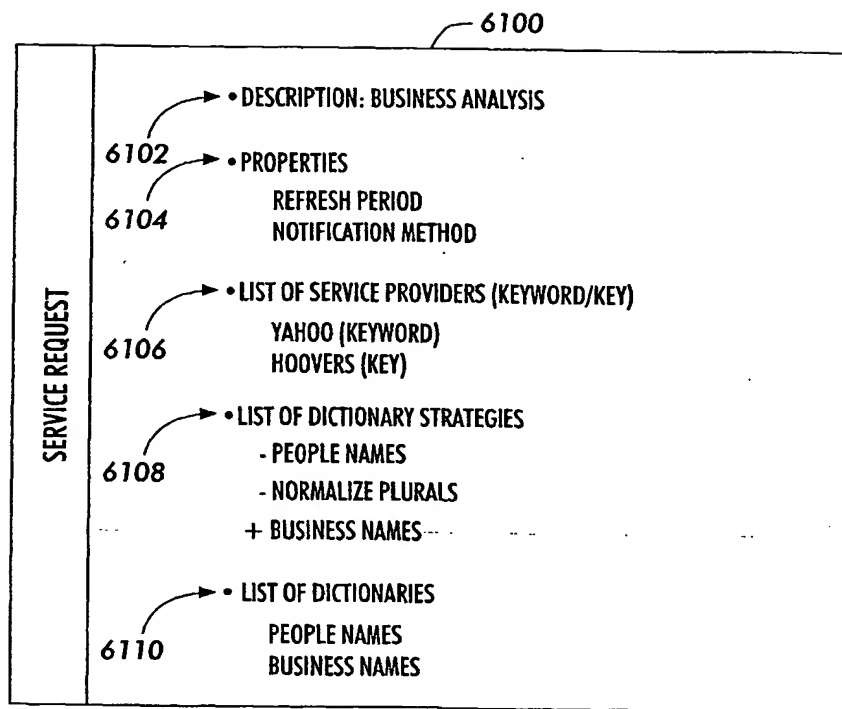 6100
SERVICE REQUEST
6102
• DESCRIPTION: BUSINESS ANALYSIS
6104
• PROPERTIES
REFRESH PERIOD
NOTIFICATION METHOD
6106
• LIST OF SERVICE PROVIDERS (KEYWORD/KEY)
YAHOO (KEYWORD)
HOOVERS (KEY)
6108
• LIST OF DICTIONARY STRATEGIES
- PEOPLE NAMES
- NORMALIZE PLURALS
+ BUSINESS NAMES
6110
• LIST OF DICTIONARIES
PEOPLE NAMES
BUSINESS NAMES